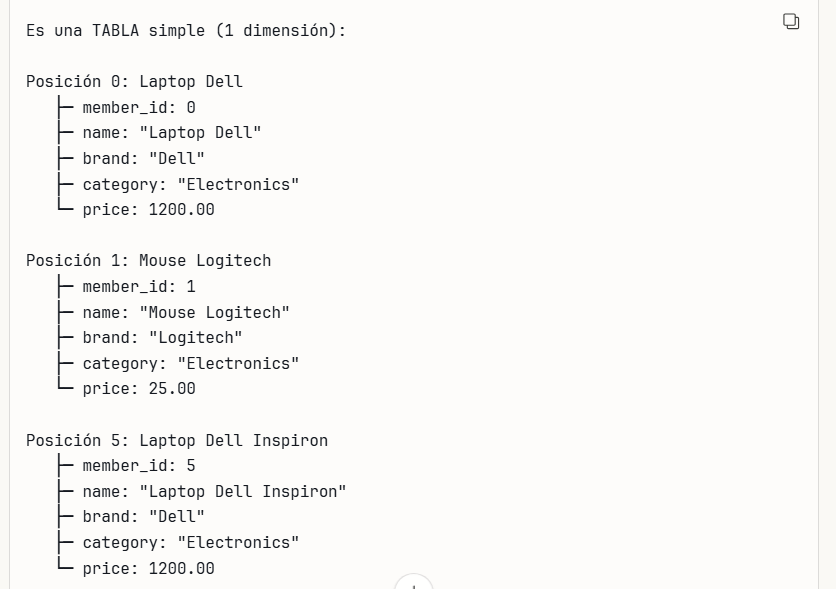 Es una TABLA simple (1 dimensión):
Posición 0: Laptop Dell
├─ member_id: 0
├─ name: "Laptop Dell"
├─ brand: "Dell"
├─ category: "Electronics"
└─ price: 1200.00
Posición 1: Mouse Logitech
├─ member_id: 1
├─ name: "Mouse Logitech"
├─ brand: "Logitech"
├─ category: "Electronics"
└─ price: 25.00
Posición 5: Laptop Dell Inspiron
├─ member_id: 5
├─ name: "Laptop Dell Inspiron"
├─ brand: "Dell"
├─ category: "Electronics"
└─ price: 1200.00